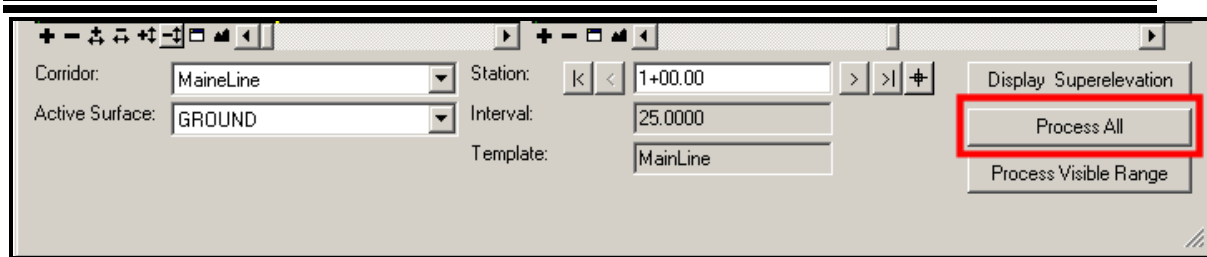 Corridor: MaineLine Station: 1+00.00 Display Superelevation
Active Surface: GROUND Interval: 25.0000 Process All
Template: MainLine Process Visible Range